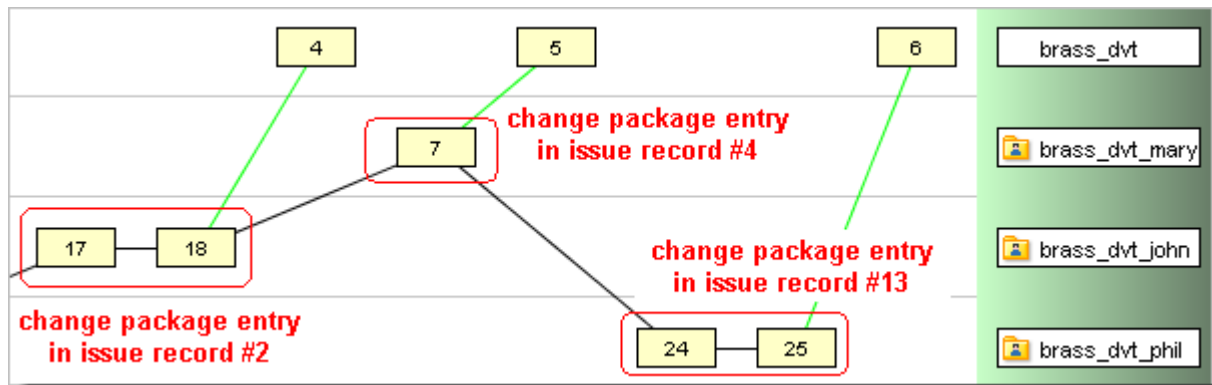 4
5
6
brass_dvt
change package entry
in issue record #4
7
brass_dvt_mary
17
18
change package entry
in issue record #13
brass_dvt_john
change package entry
in issue record #2
24
25
brass_dvt_phil